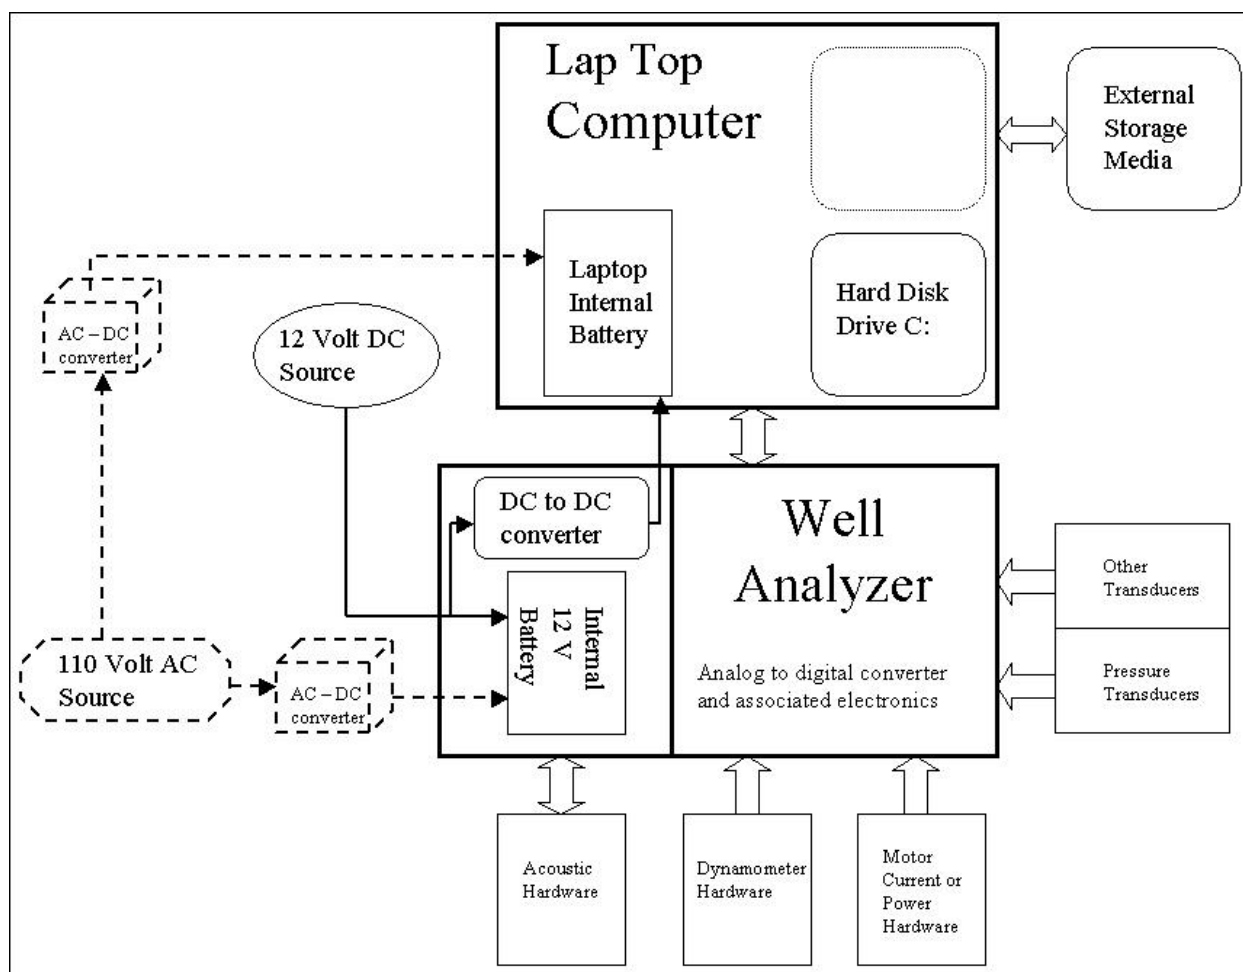 Lap Top
Computer
External
Storage
Media
Laptop
Internal
Battery
Hard Disk
Drive C:
AC – DC
converter
12 Volt DC
Source
DC to DC
converter
Well
Analyzer
Analog to digital converter
and associated electronics
Internal
12 V
Battery
Other
Transducers
Pressure
Transducers
110 Volt AC
Source
AC – DC
converter
Acoustic
Hardware
Dynamometer
Hardware
Motor
Current or
Power
Hardware